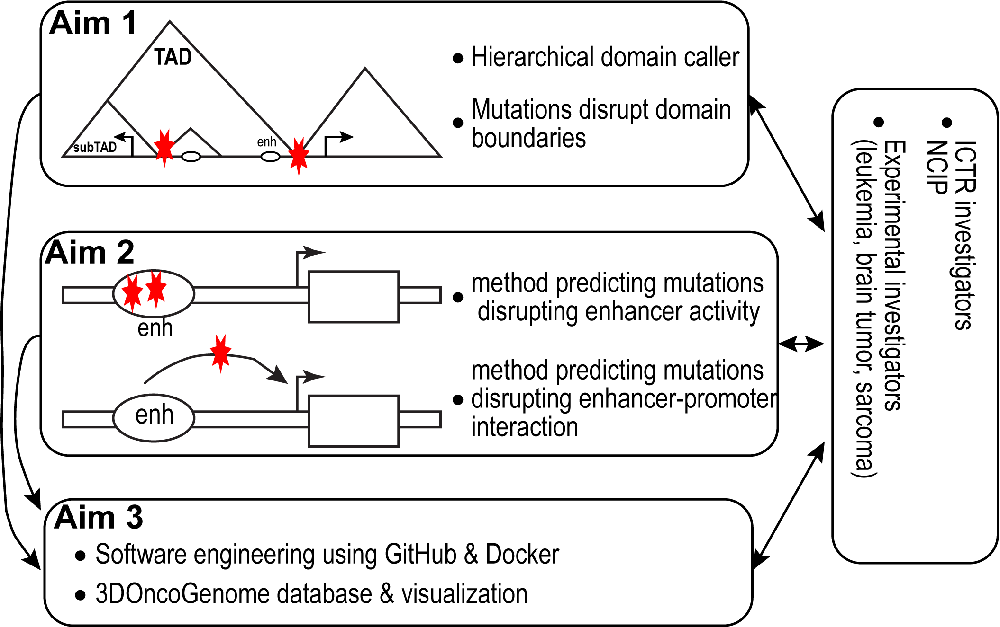 Aim 1
TAD
subTAD
enh
• Hierarchical domain caller
• Mutations disrupt domain
boundaries
Aim 2
enh
• method predicting mutations
disrupting enhancer activity
enh
• method predicting mutations
disrupting enhancer-promoter
interaction
Aim 3
• Software engineering using GitHub & Docker
• 3DOncoGenome database & visualization
• ICTR investigators
NCIP
• Experimental investigators
(leukemia, brain tumor, sarcoma)